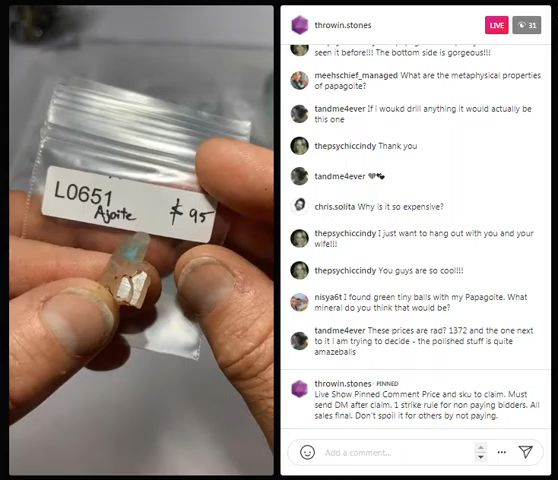 L0651
Ajoite
$95
throwin.stones
LIVE
31
seen it before!!! The bottom side is gorgeous!!!
meehschief_managed What are the metaphysical properties
of papagoite?
tandme4ever If I woukd drill anything it would actually be
this one
thepsychiccindy Thank you
tandme4ever
chris.solita Why is it so expensive?
thepsychiccindy I just want to hang out with you and your
wife!!!
thepsychiccindy You guys are so cool!!!
nisya6t I found green tiny balls with my Papagoite. What
mineral do you think that would be?
tandme4ever These prices are rad? 1372 and the one next
to it i am trying to decide - the polished stuff is quite
amazeballs
throwin.stones · PINNED
Live Show Pinned Comment Price and sku to claim. Must
send DM after claim. 1 strike rule for non paying bidders. All
sales final. Don't spoil it for others by not paying.
Add a comment...